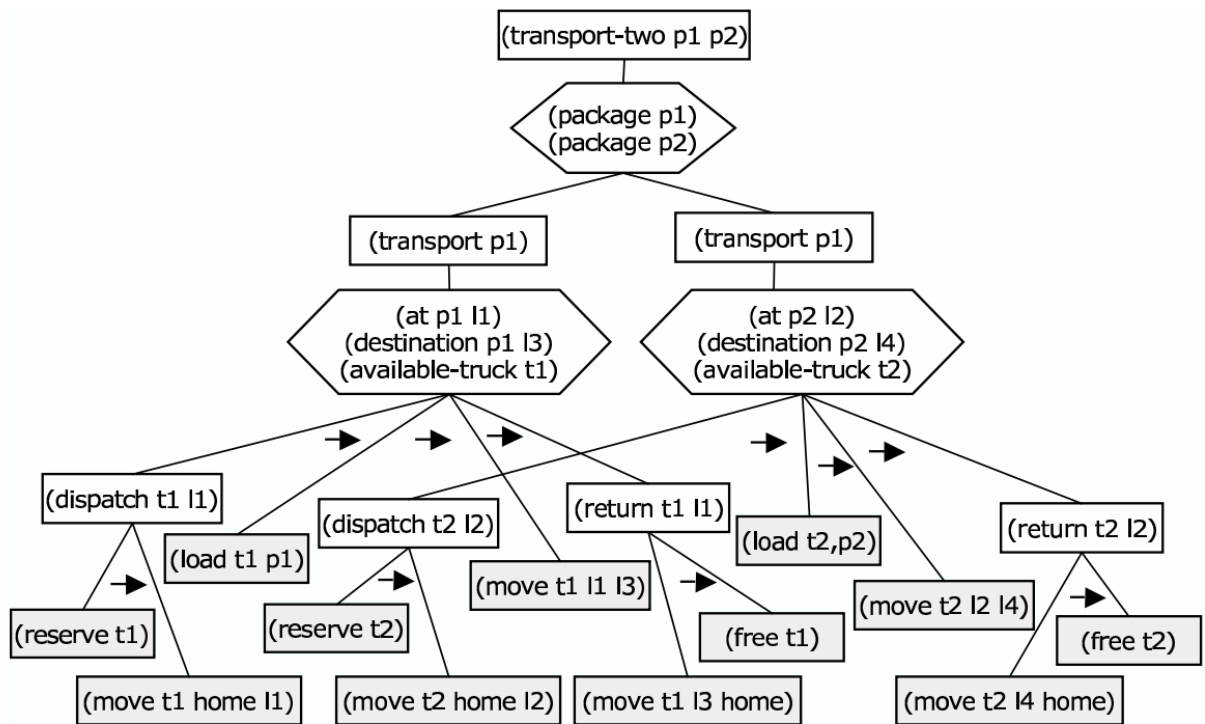 (transport-two p1 p2)
(package p1)
(package p2)
(transport p1)
(transport p1)
(at p1 l1)
(destination p1 l3)
(available-truck t1)
(at p2 l2)
(destination p2 l4)
(available-truck t2)
(dispatch t1 l1)
(dispatch t2 l2)
(return t1 l1)
(load t2,p2)
(return t2 l2)
(load t1 p1)
(move t1 l1 l3)
(move t2 l2 l4)
(reserve t1)
(reserve t2)
(free t1)
(free t2)
(move t1 home l1)
(move t2 home l2)
(move t1 l3 home)
(move t2 l4 home)